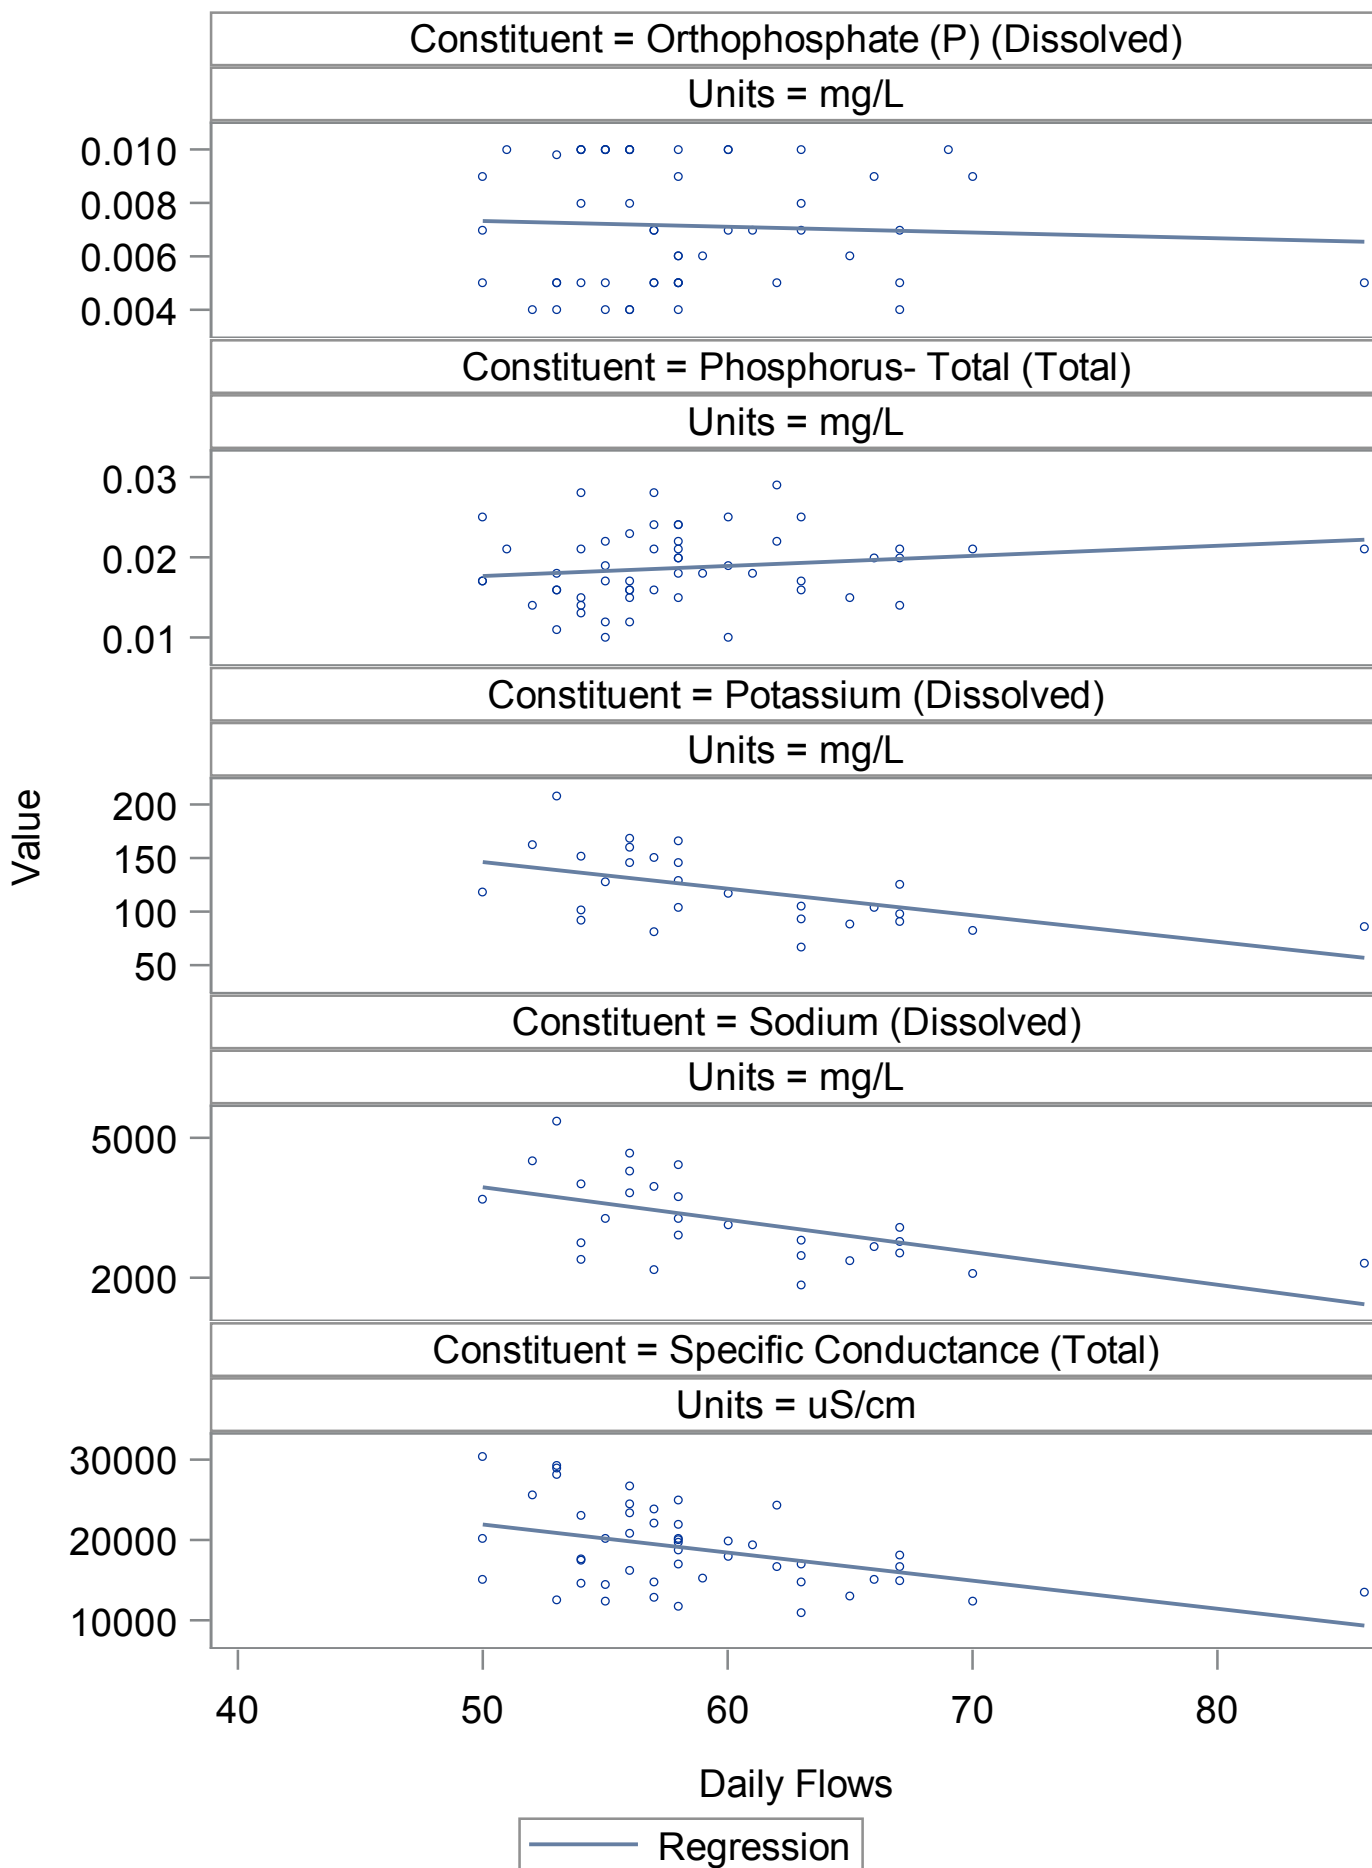 Constituent = Orthophosphate (P) (Dissolved)
Units = mg/L
0.010
0.008
0.006
0.004
Constituent = Phosphorus- Total (Total)
Units = mg/L
0.03
0.02
0.01
Constituent = Potassium (Dissolved)
Units = mg/L
200
150
100
50
Value
Constituent = Sodium (Dissolved)
Units = mg/L
5000
2000
Constituent = Specific Conductance (Total)
Units = uS/cm
30000
20000
10000
40 50 60 70 80
Daily Flows
Regression